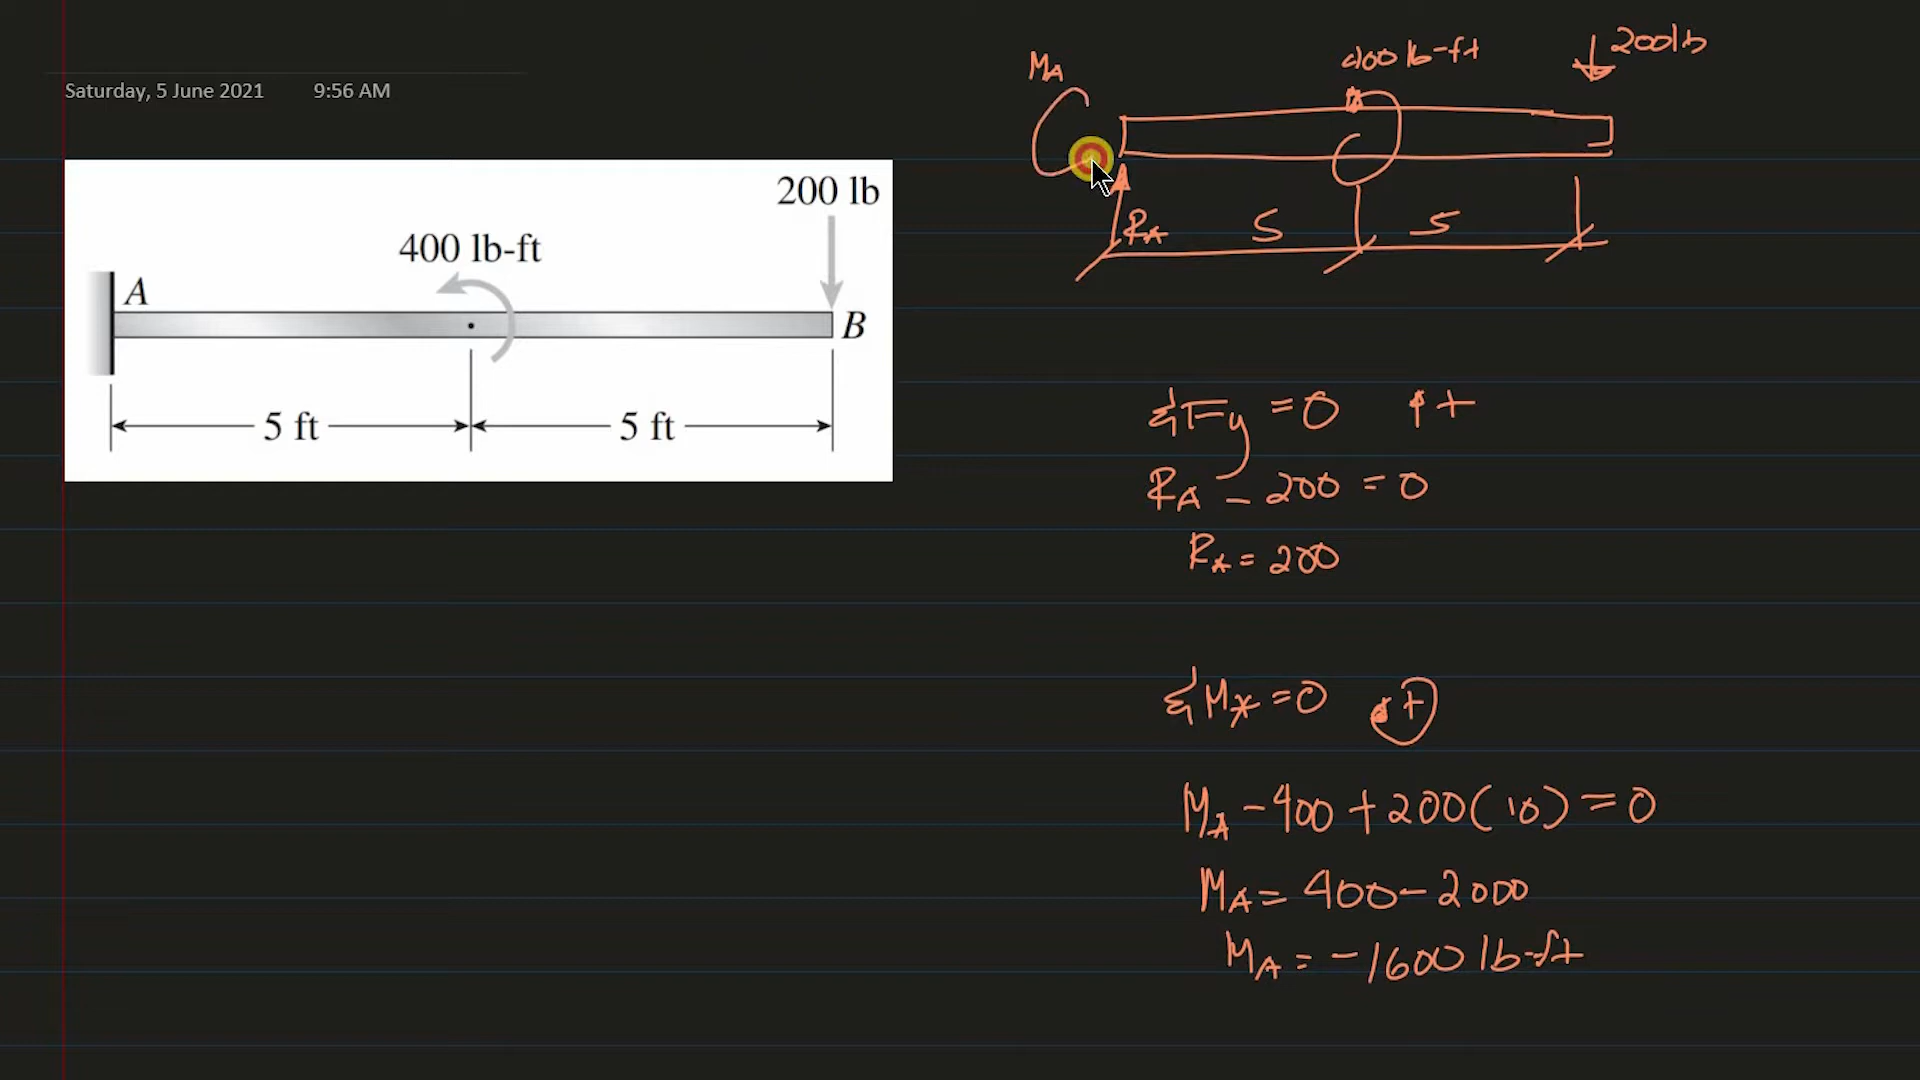 Saturday, 5 June 2021 9:56 AM
200 lb
400 lb-ft
A
B
5 ft 5 ft
MA
400 lb-ft
200 lb
RA 5 5
ΣFy = 0 ↑ +
RA - 200 = 0
RA = 200
ΣMA = 0 +
MA - 400 + 200(10) = 0
MA = 400 - 2000
MA = -1600 lb-ft